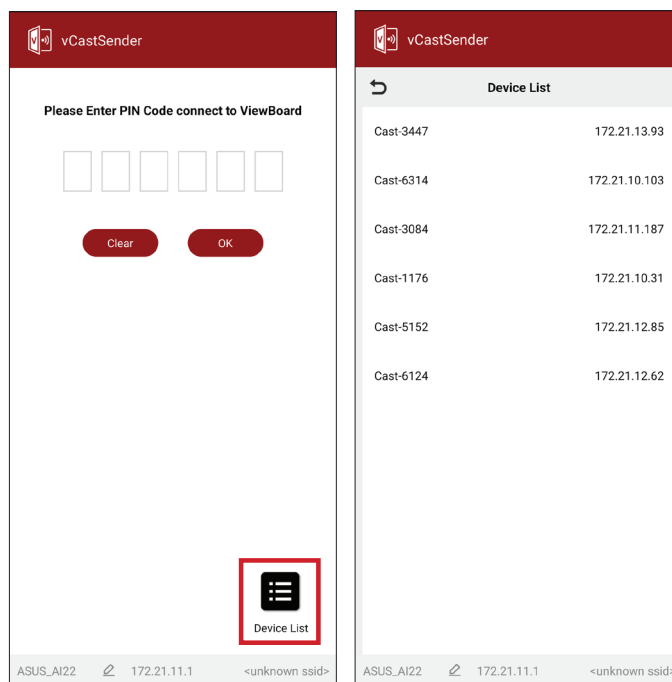 vCastSender
Please Enter PIN Code connect to ViewBoard
Clear
OK
Device List
ASUS_AI22 172.21.11.1 <unknown ssid>
vCastSender
Device List
Cast-3447 172.21.13.93
Cast-6314 172.21.10.103
Cast-3084 172.21.11.187
Cast-1176 172.21.10.31
Cast-5152 172.21.12.85
Cast-6124 172.21.12.62
ASUS_AI22 172.21.11.1 <unknown ssid>